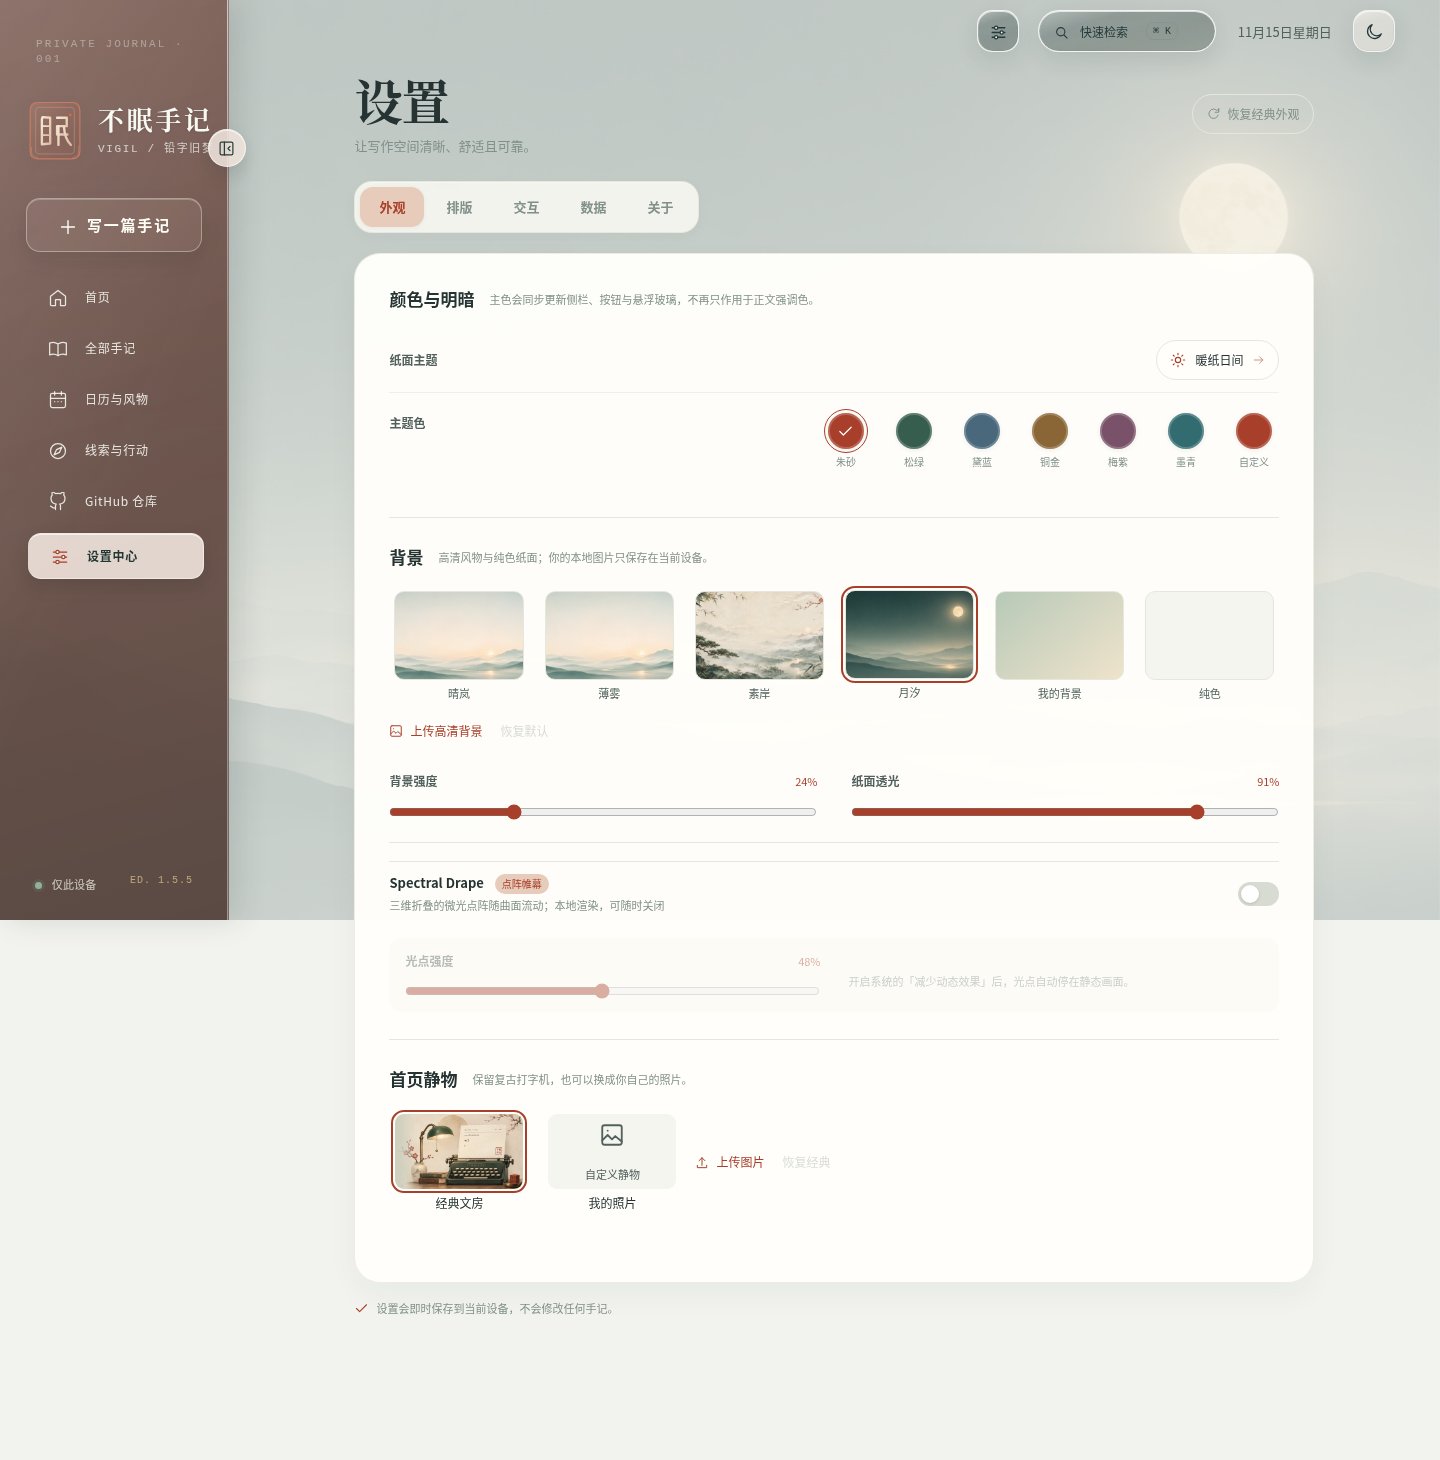 PRIVATE JOURNAL ·
001
眠
不眠手记
VIGIL / 铅字旧梦
写一篇手记
首页
全部手记
日历与风物
线索与行动
GitHub 仓库
设置中心
仅此设备
ED. 1.5.5
快速检索 ⌘ K
11月15日星期日
设置
让写作空间清晰、舒适且可靠。
恢复经典外观
外观 排版 交互 数据 关于
颜色与明暗 主色会同步更新侧栏、按钮与悬浮玻璃，不再只作用于正文强调色。
纸面主题 暖纸日间
主题色
朱砂 松绿 黛蓝 铜金 梅紫 墨青 自定义
背景 高清风物与纯色纸面；你的本地图片只保存在当前设备。
晴岚 薄雾 素岸 月汐 我的背景 纯色
上传高清背景 恢复默认
背景强度 24% 纸面透光 91%
Spectral Drape 点阵帷幕
三维折叠的微光点阵随曲面流动；本地渲染，可随时关闭
光点强度 48%
开启系统的「减少动态效果」后，光点自动停在静态画面。
首页静物 保留复古打字机，也可以换成你自己的照片。
自定义静物
上传图片 恢复经典
经典文房 我的照片
设置会即时保存到当前设备，不会修改任何手记。